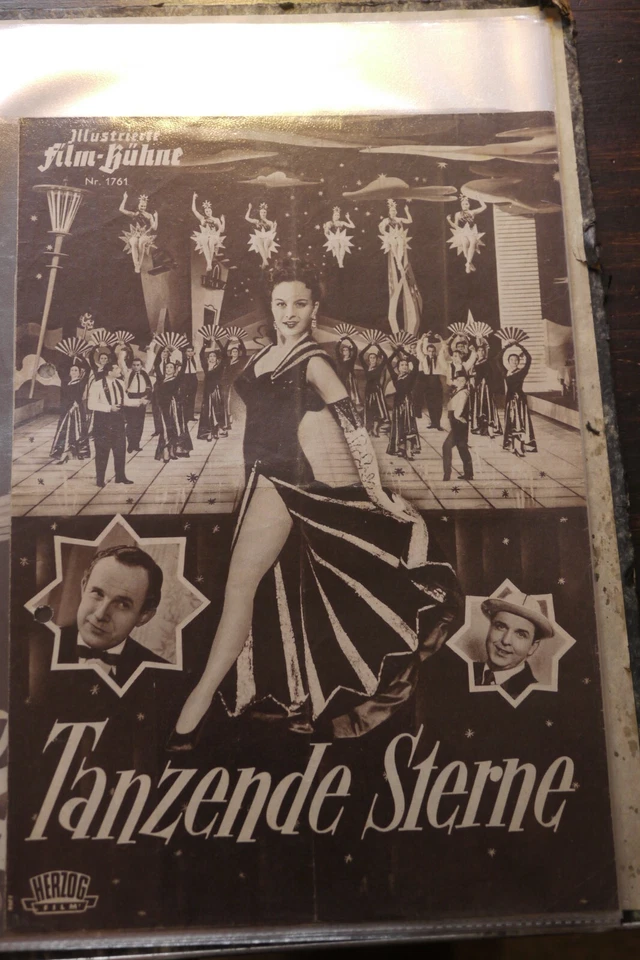 Illustrierte
Film-Bühne
Nr. 1761
Tanzende Sterne
HERZOG
FILM